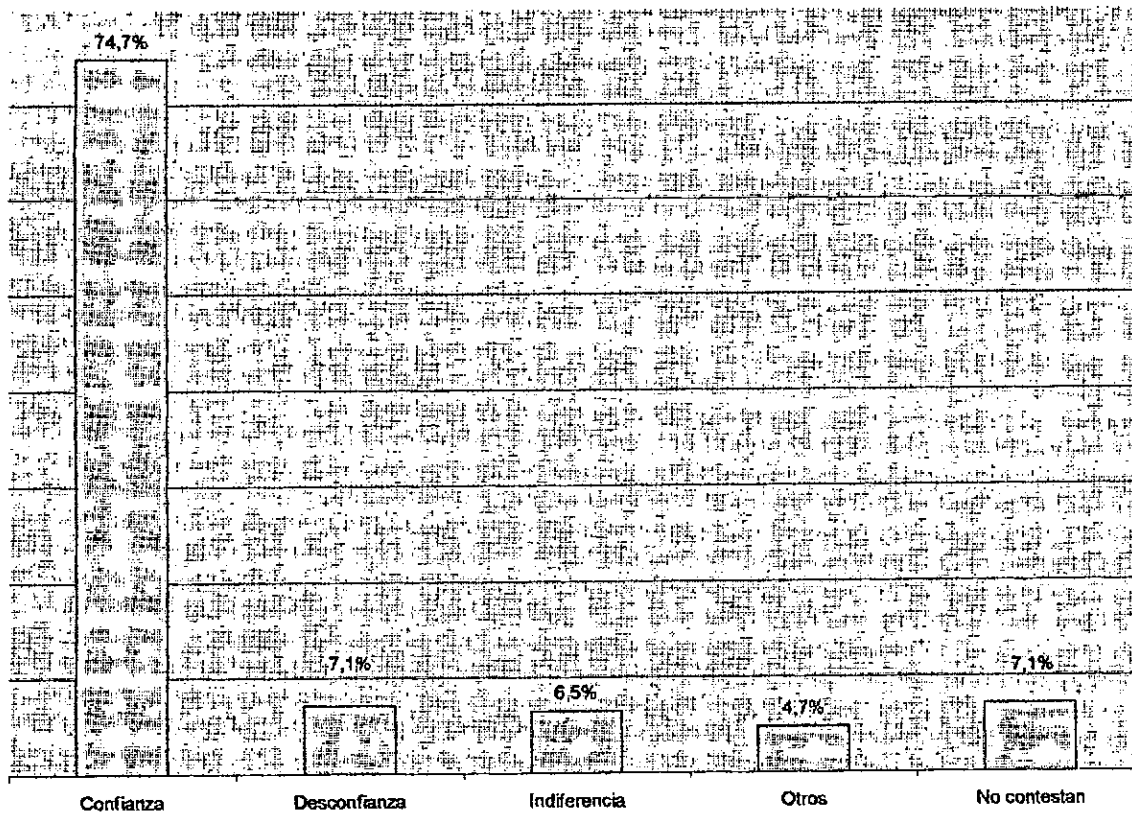 74,7%
7,1%
6,5%
4,7%
7,1%
Confianza
Desconfianza
Indiferencia
Otros
No contestan